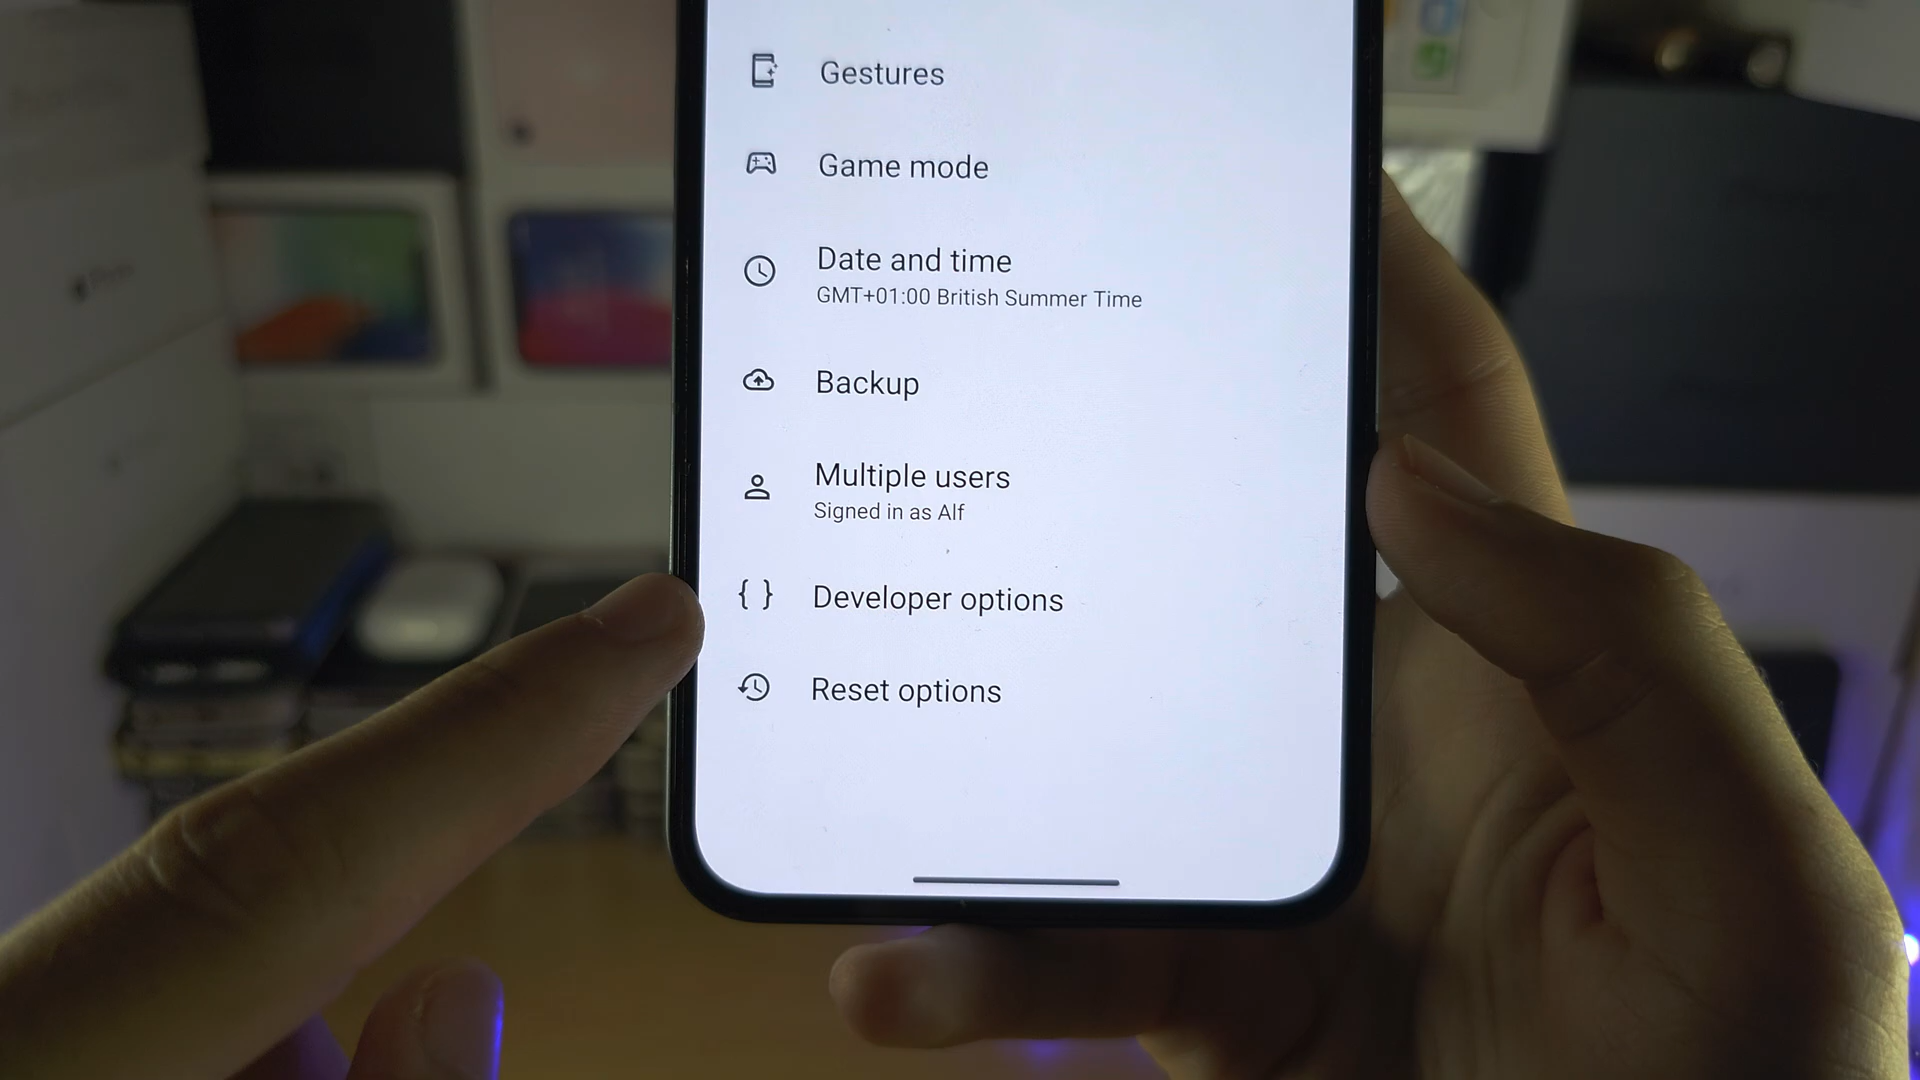 Gestures
Game mode
Date and time
GMT+01:00 British Summer Time
Backup
Multiple users
Signed in as Alf
Developer options
Reset options